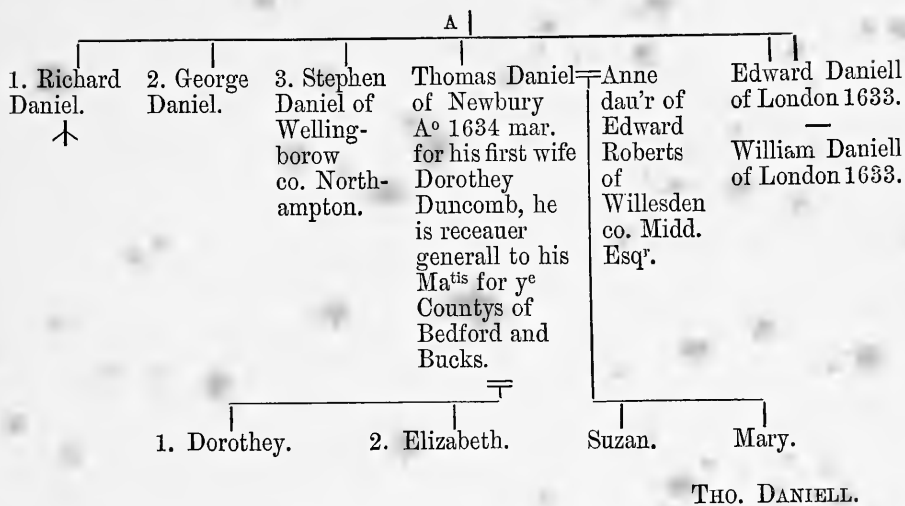 A
1. Richard
Daniel.
2. George
Daniel.
3. Stephen
Daniel of
Welling-
borow
co. North-
ampton.
Thomas Daniel
of Newbury
Aº 1634 mar.
for his first wife
Dorothey
Duncomb, he
is receauer
generall to his
Maᵗⁱˢ for yᵉ
Countys of
Bedford and
Bucks.
Anne
dau'r of
Edward
Roberts
of
Willesden
co. Midd.
Esqʳ.
Edward Daniell
of London 1633.
William Daniell
of London 1633.
1. Dorothey.
2. Elizabeth.
Suzan.
Mary.
THO. DANIELL.